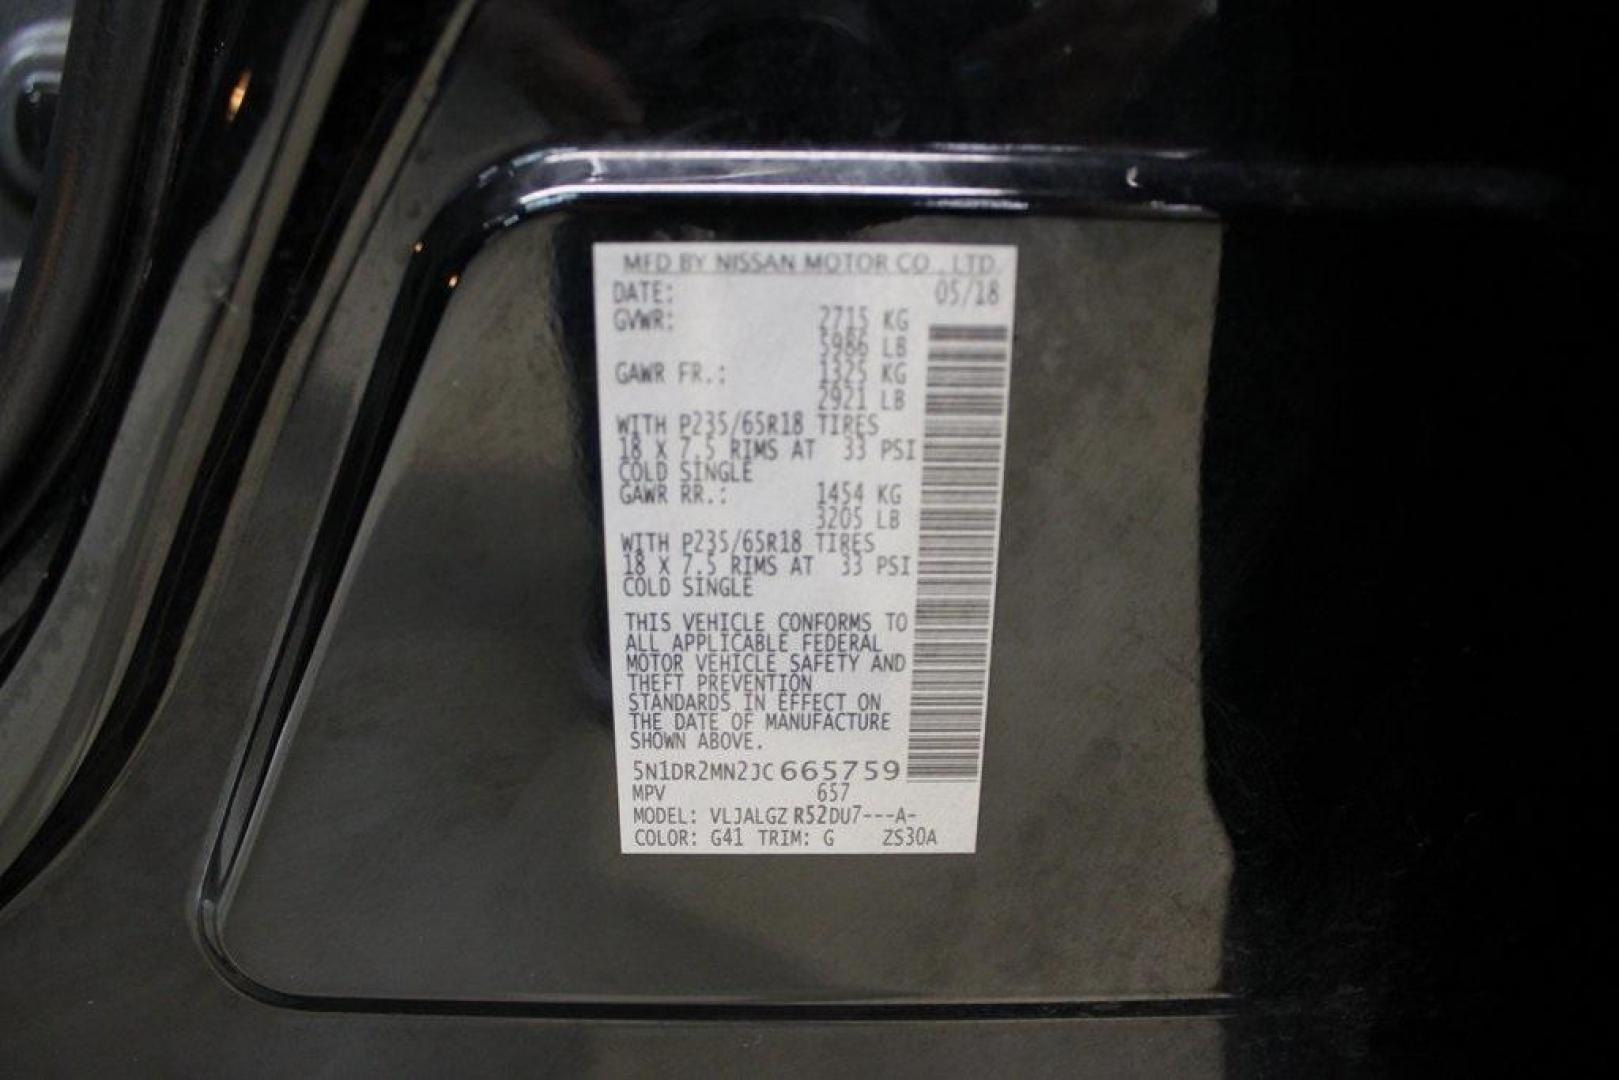 MFD BY NISSAN MOTOR CO., LTD.
DATE: 05/18
GVWR: 2715 KG
5986 LB
GAWR FR.: 1325 KG
2921 LB
WITH P235/65R18 TIRES
18 X 7.5 RIMS AT 33 PSI
COLD SINGLE
GAWR RR.: 1454 KG
3205 LB
WITH P235/65R18 TIRES
18 X 7.5 RIMS AT 33 PSI
COLD SINGLE
THIS VEHICLE CONFORMS TO
ALL APPLICABLE FEDERAL
MOTOR VEHICLE SAFETY AND
THEFT PREVENTION
STANDARDS IN EFFECT ON
THE DATE OF MANUFACTURE
SHOWN ABOVE.
5N1DR2MN2JC665759
MPV 657
MODEL: VLJALGZ R52DU7---A-
COLOR: G41 TRIM: G ZS30A